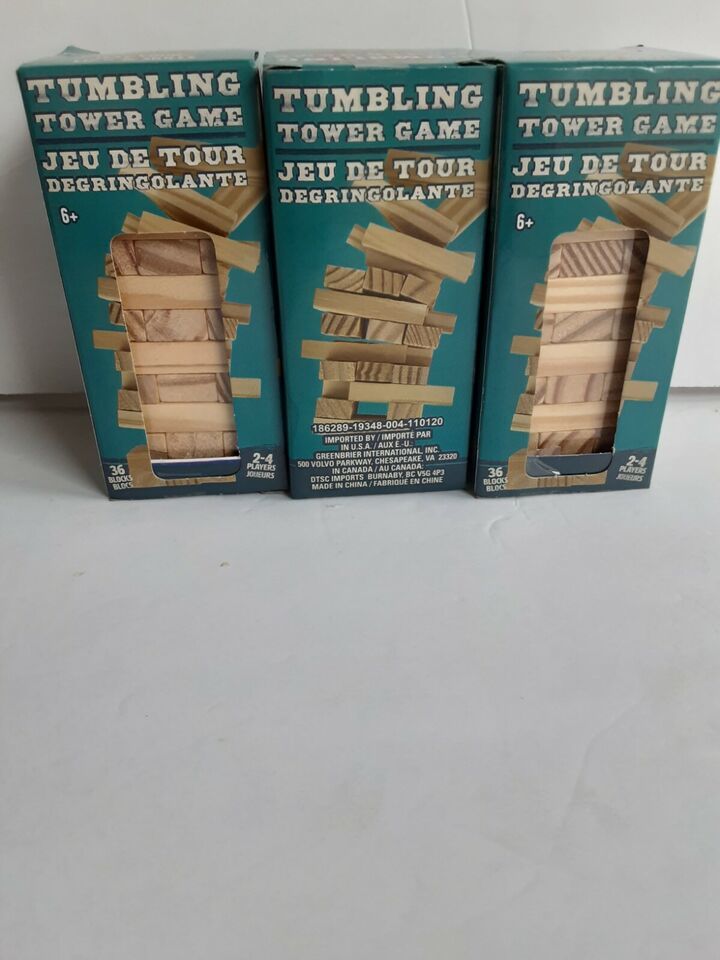 TUMBLING
TOWER GAME
JEU DE TOUR
DEGRINGOLANTE
6+
36
BLOCKS
BLOCS
2-4
PLAYERS
JOUEURS
TUMBLING
TOWER GAME
JEU DE TOUR
DEGRINGOLANTE
186289-19348-004-110120
IMPORTED BY / IMPORTÉ PAR
IN U.S.A. / AUX É.-U.:
GREENBRIER INTERNATIONAL, INC.
500 VOLVO PARKWAY, CHESAPEAKE, VA 23320
IN CANADA / AU CANADA:
DTSC IMPORTS BURNABY, BC V5G 4P3
MADE IN CHINA / FABRIQUÉ EN CHINE
TUMBLING
TOWER GAME
JEU DE TOUR
DEGRINGOLANTE
6+
36
BLOCKS
BLOCS
2-4
PLAYERS
JOUEURS